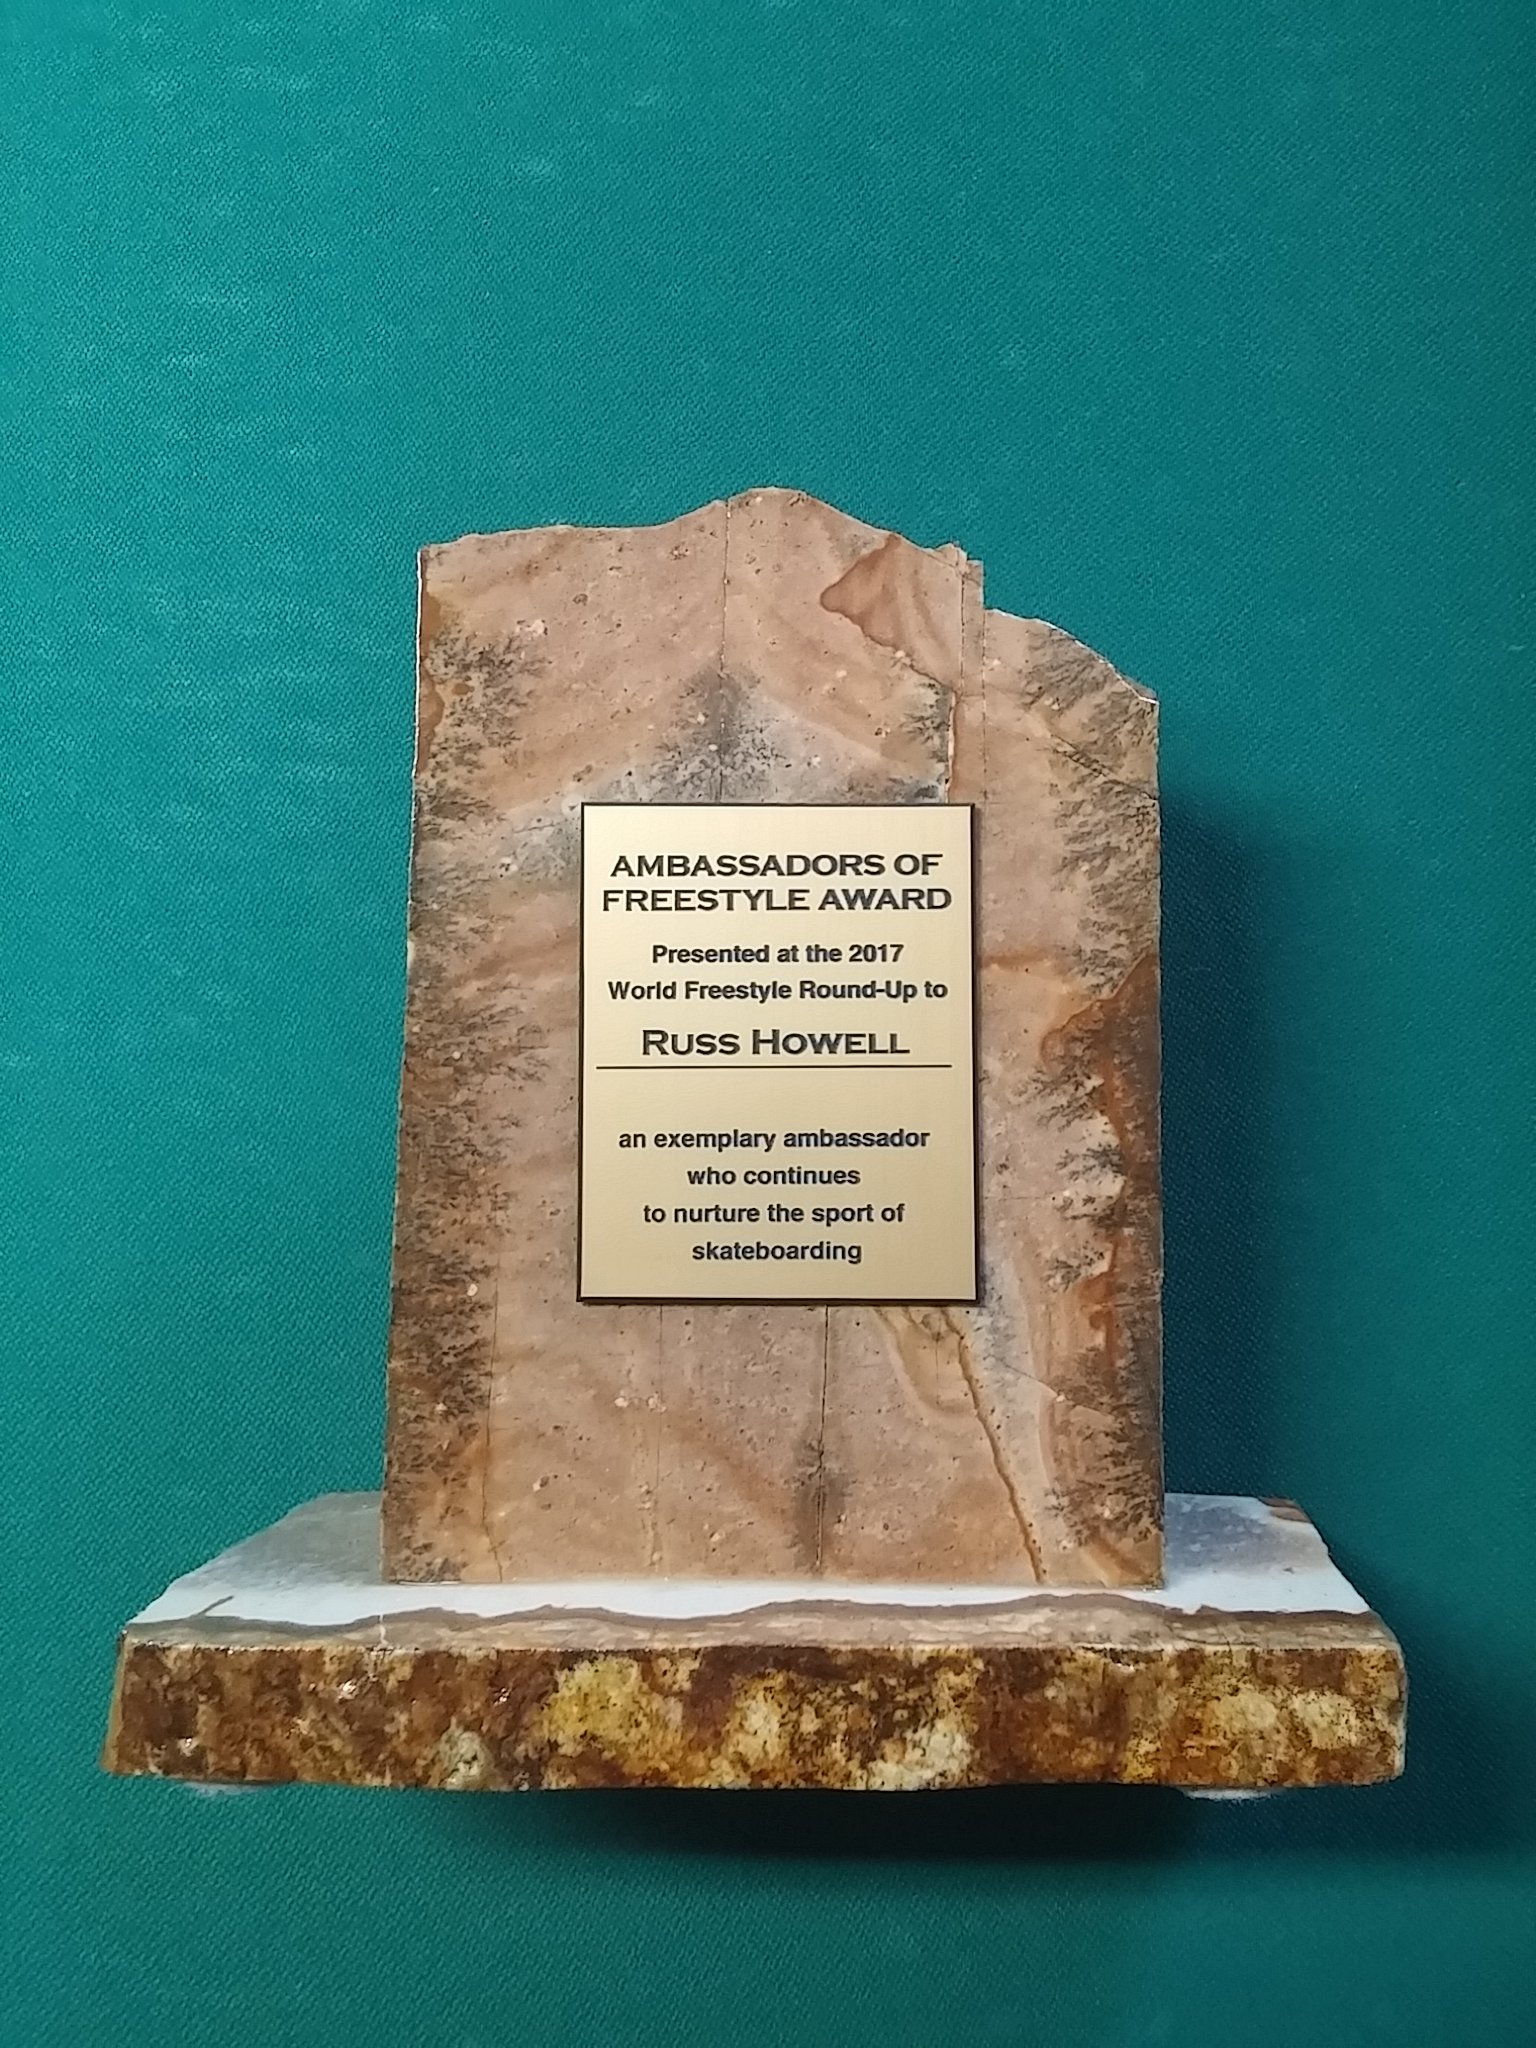 AMBASSADORS OF
FREESTYLE AWARD
Presented at the 2017
World Freestyle Round-Up to
RUSS HOWELL
an exemplary ambassador
who continues
to nurture the sport of
skateboarding